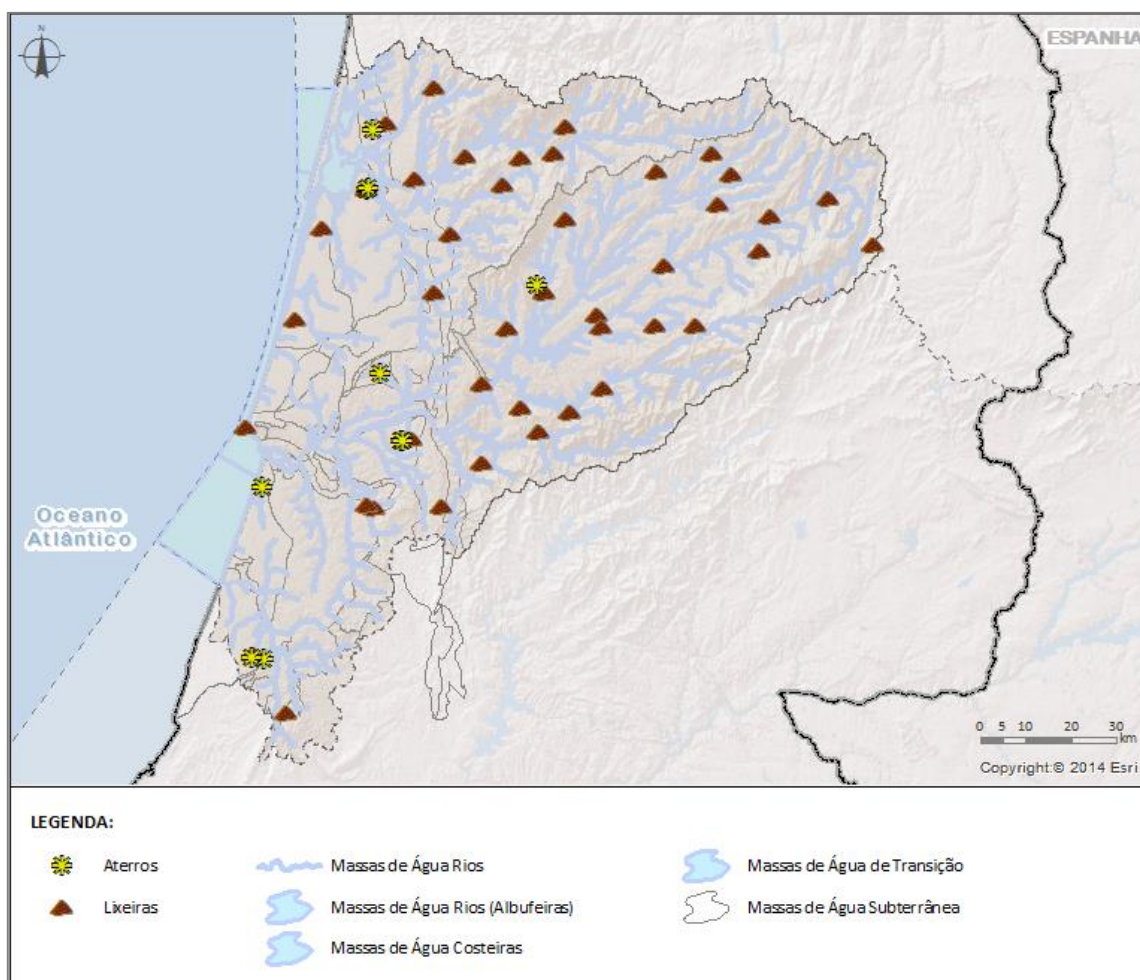 N
ESPANHA
Oceano
Atlântico
0 5 10 20 30
km
Copyright:© 2014 Esri
LEGENDA:
Aterros
Massas de Água Rios
Massas de Água de Transição
Lixeiras
Massas de Água Rios (Albufeiras)
Massas de Água Subterrânea
Massas de Água Costeiras